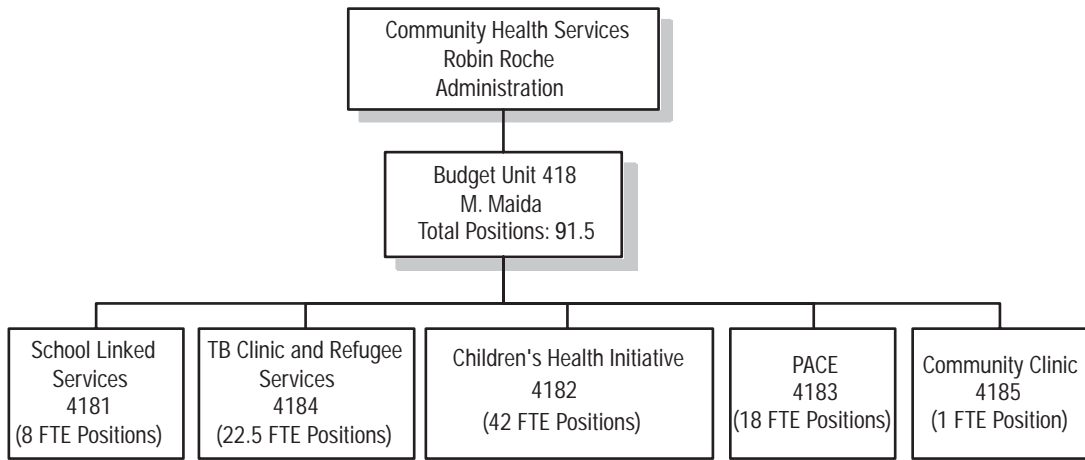 Community Health Services
Robin Roche
Administration
Budget Unit 418
M. Maida
Total Positions: 91.5
School Linked
Services
4181
(8 FTE Positions)
TB Clinic and Refugee
Services
4184
(22.5 FTE Positions)
Children's Health Initiative
4182
(42 FTE Positions)
PACE
4183
(18 FTE Positions)
Community Clinic
4185
(1 FTE Position)